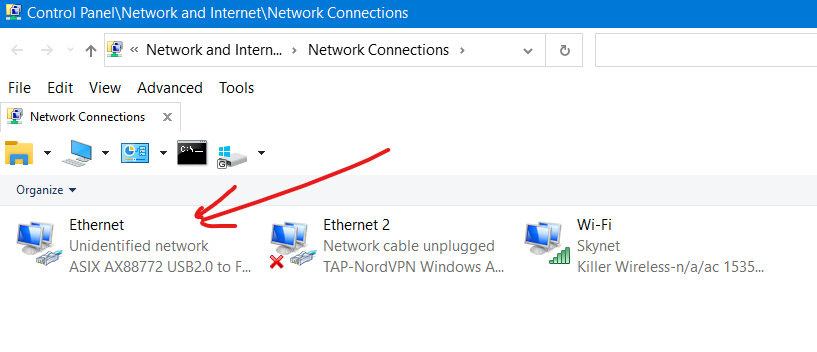 Control Panel\Network and Internet\Network Connections
« Network and Intern... > Network Connections >
File Edit View Advanced Tools
Network Connections ×
C:\._
G
Organize
Ethernet
Unidentified network
ASIX AX88772 USB2.0 to F...
Ethernet 2
Network cable unplugged
TAP-NordVPN Windows A...
Wi-Fi
Skynet
Killer Wireless-n/a/ac 1535...